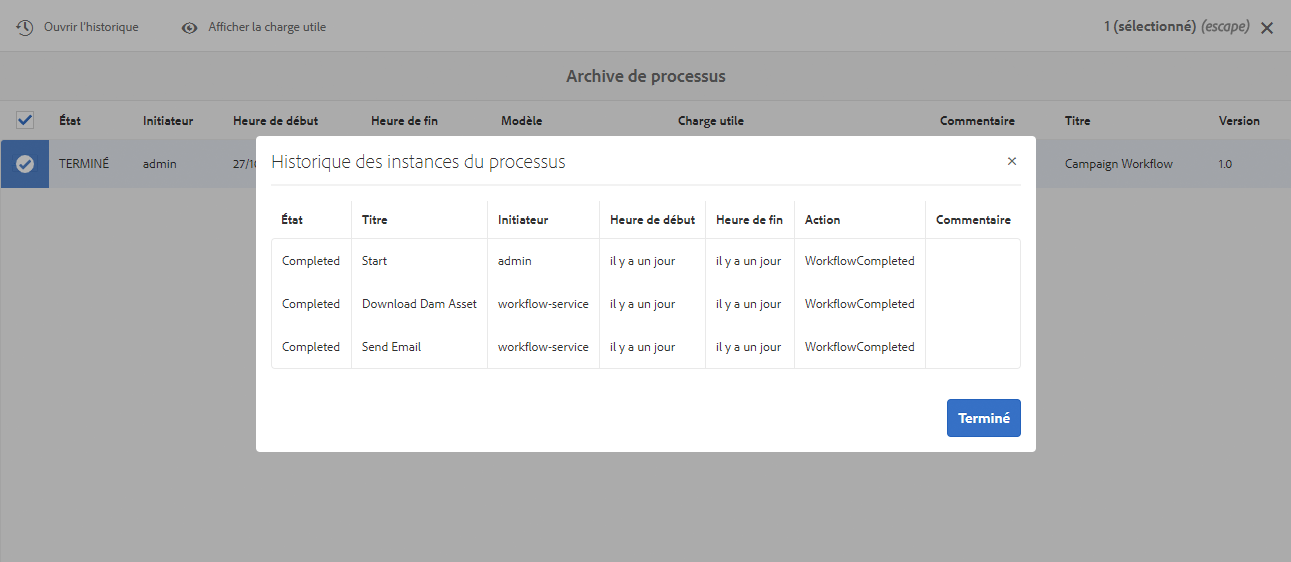 Ouvrir l'historique Afficher la charge utile 1 (sélectionné) (escape)
Archive de processus
État Initiateur Heure de début Heure de fin Modèle Charge utile Commentaire Titre Version
TERMINÉ admin 27/10 Campaign Workflow 1.0
Historique des instances du processus
État Titre Initiateur Heure de début Heure de fin Action Commentaire
Completed Start admin il y a un jour il y a un jour WorkflowCompleted
Completed Download Dam Asset workflow-service il y a un jour il y a un jour WorkflowCompleted
Completed Send Email workflow-service il y a un jour il y a un jour WorkflowCompleted
Terminé